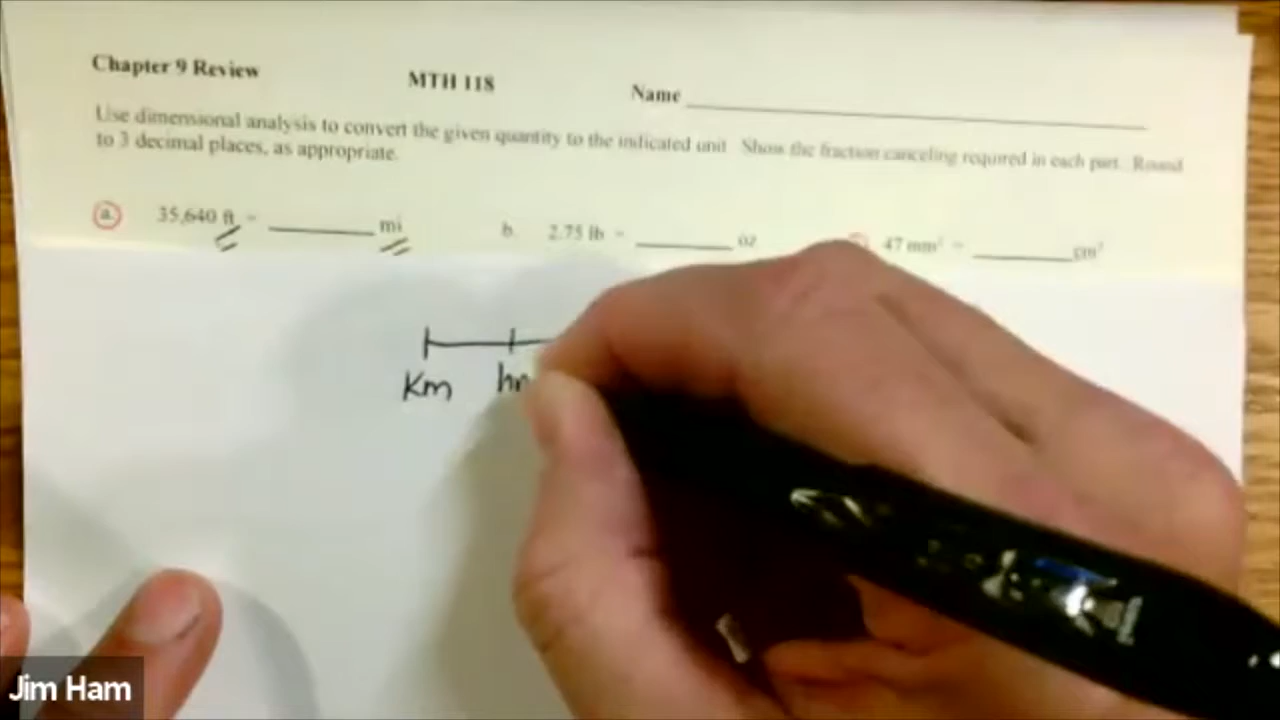 Chapter 9 Review MTH 118 Name
Use dimensional analysis to convert the given quantity to the indicated unit. Show the fraction canceling required in each part. Round
to 3 decimal places, as appropriate.
a. 35,640 ft = mi b. 2.75 lb = oz 47 mm² = cm²
Km
Jim Ham